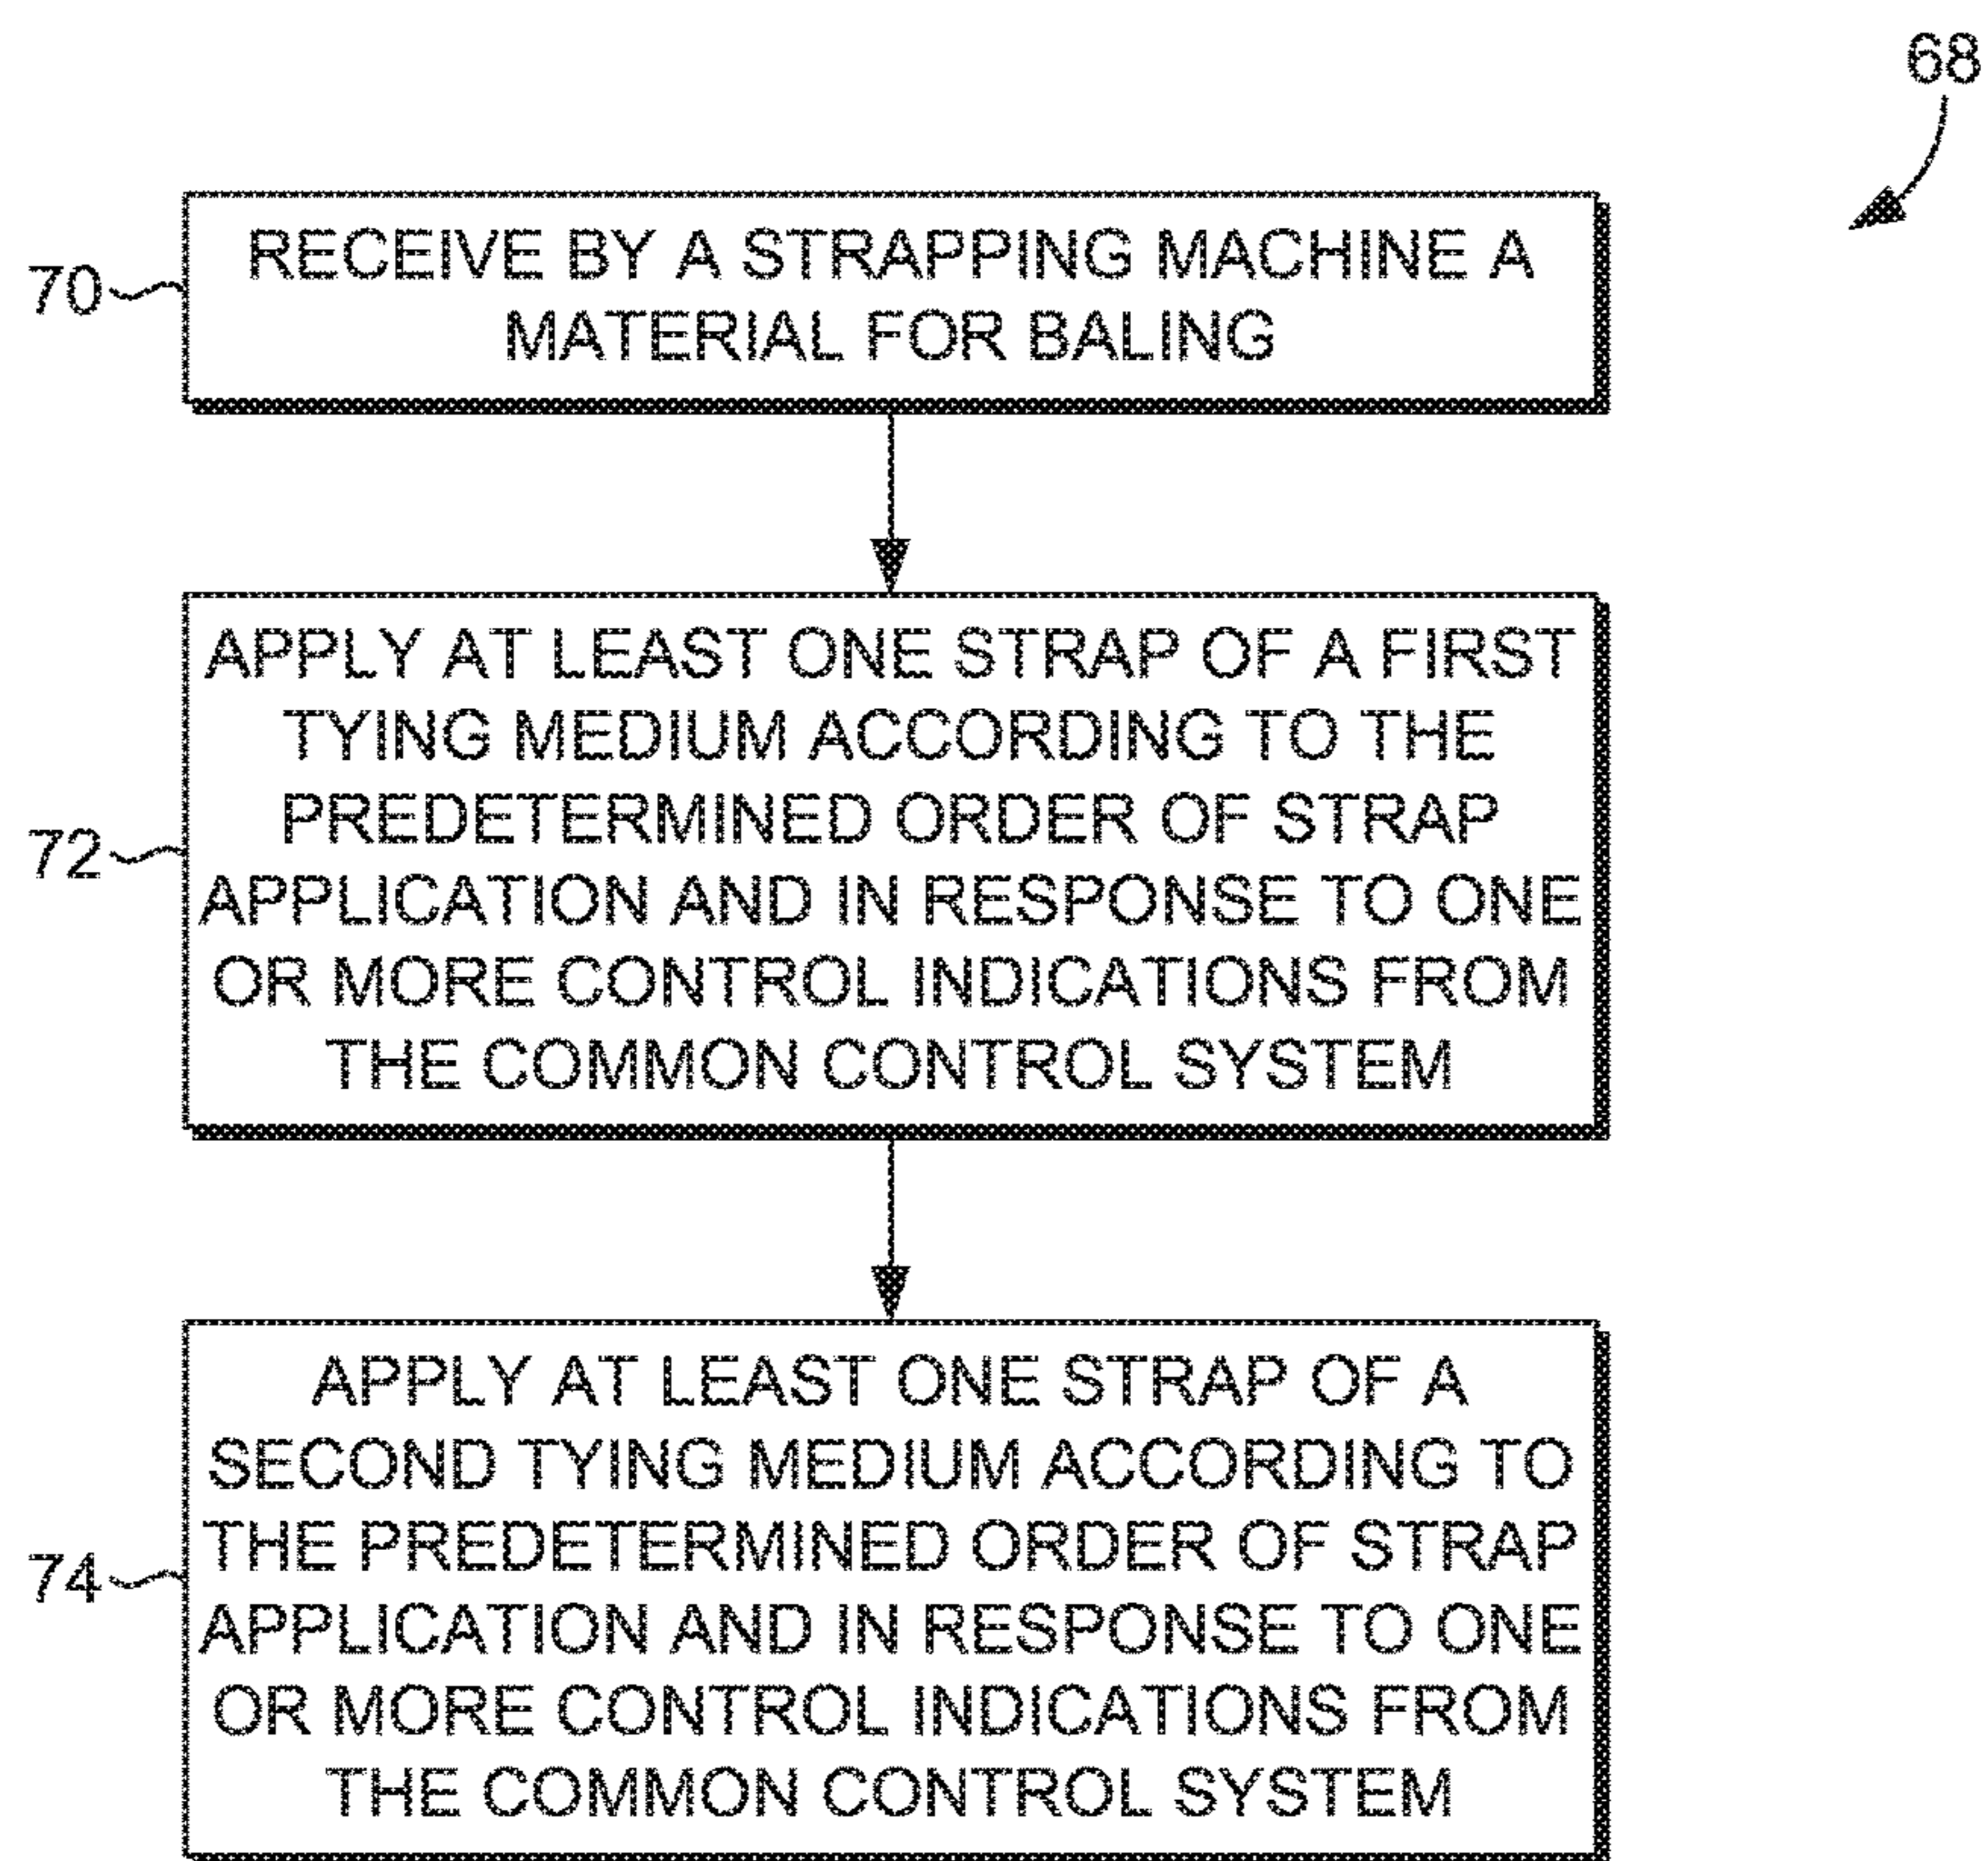 68
70
RECEIVE BY A STRAPPING MACHINE A
MATERIAL FOR BALING
72
APPLY AT LEAST ONE STRAP OF A FIRST
TYING MEDIUM ACCORDING TO THE
PREDETERMINED ORDER OF STRAP
APPLICATION AND IN RESPONSE TO ONE
OR MORE CONTROL INDICATIONS FROM
THE COMMON CONTROL SYSTEM
74
APPLY AT LEAST ONE STRAP OF A
SECOND TYING MEDIUM ACCORDING TO
THE PREDETERMINED ORDER OF STRAP
APPLICATION AND IN RESPONSE TO ONE
OR MORE CONTROL INDICATIONS FROM
THE COMMON CONTROL SYSTEM